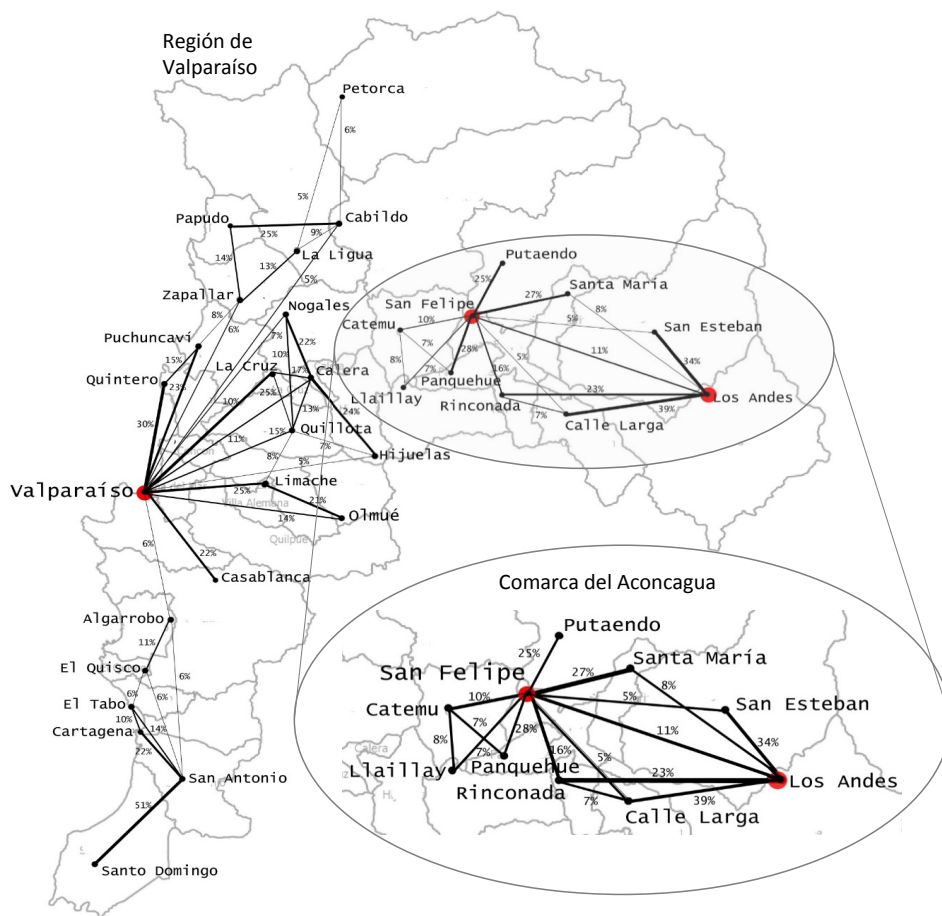 Región de
Valparaíso
Petorca
6%
5%
Papudo
Cabildo
25%
9%
14%
La Ligua
13%
5%
Zapallar
8%
6%
Nogales
7%
22%
Puchuncaví
10%
15%
La Cruz
17%
Calera
Quintero
23%
25%
10%
13%
24%
30%
11%
15%
Quillota
7%
8%
5%
Hijuelas
Valparaíso
25%
Limache
21%
Villa Alemana
14%
Olmué
Quilpué
6%
22%
Casablanca
Algarrobo
11%
El Quisco
6%
6%
6%
El Tabo
10%
14%
Cartagena
22%
San Antonio
51%
Santo Domingo
Putaendo
25%
Santa María
27%
8%
San Felipe
5%
Catemu
10%
San Esteban
7%
28%
5%
11%
8%
7%
34%
Panquehue
16%
Llaillay
23%
Rinconada
Los Andes
7%
39%
Calle Larga
Comarca del Aconcagua
Putaendo
25%
Santa María
San Felipe
27%
8%
10%
5%
San Esteban
Catemu
7%
28%
11%
8%
7%
16%
5%
34%
Calera
Llaillay
Panquehue
23%
Los Andes
Rinconada
7%
39%
Calle Larga